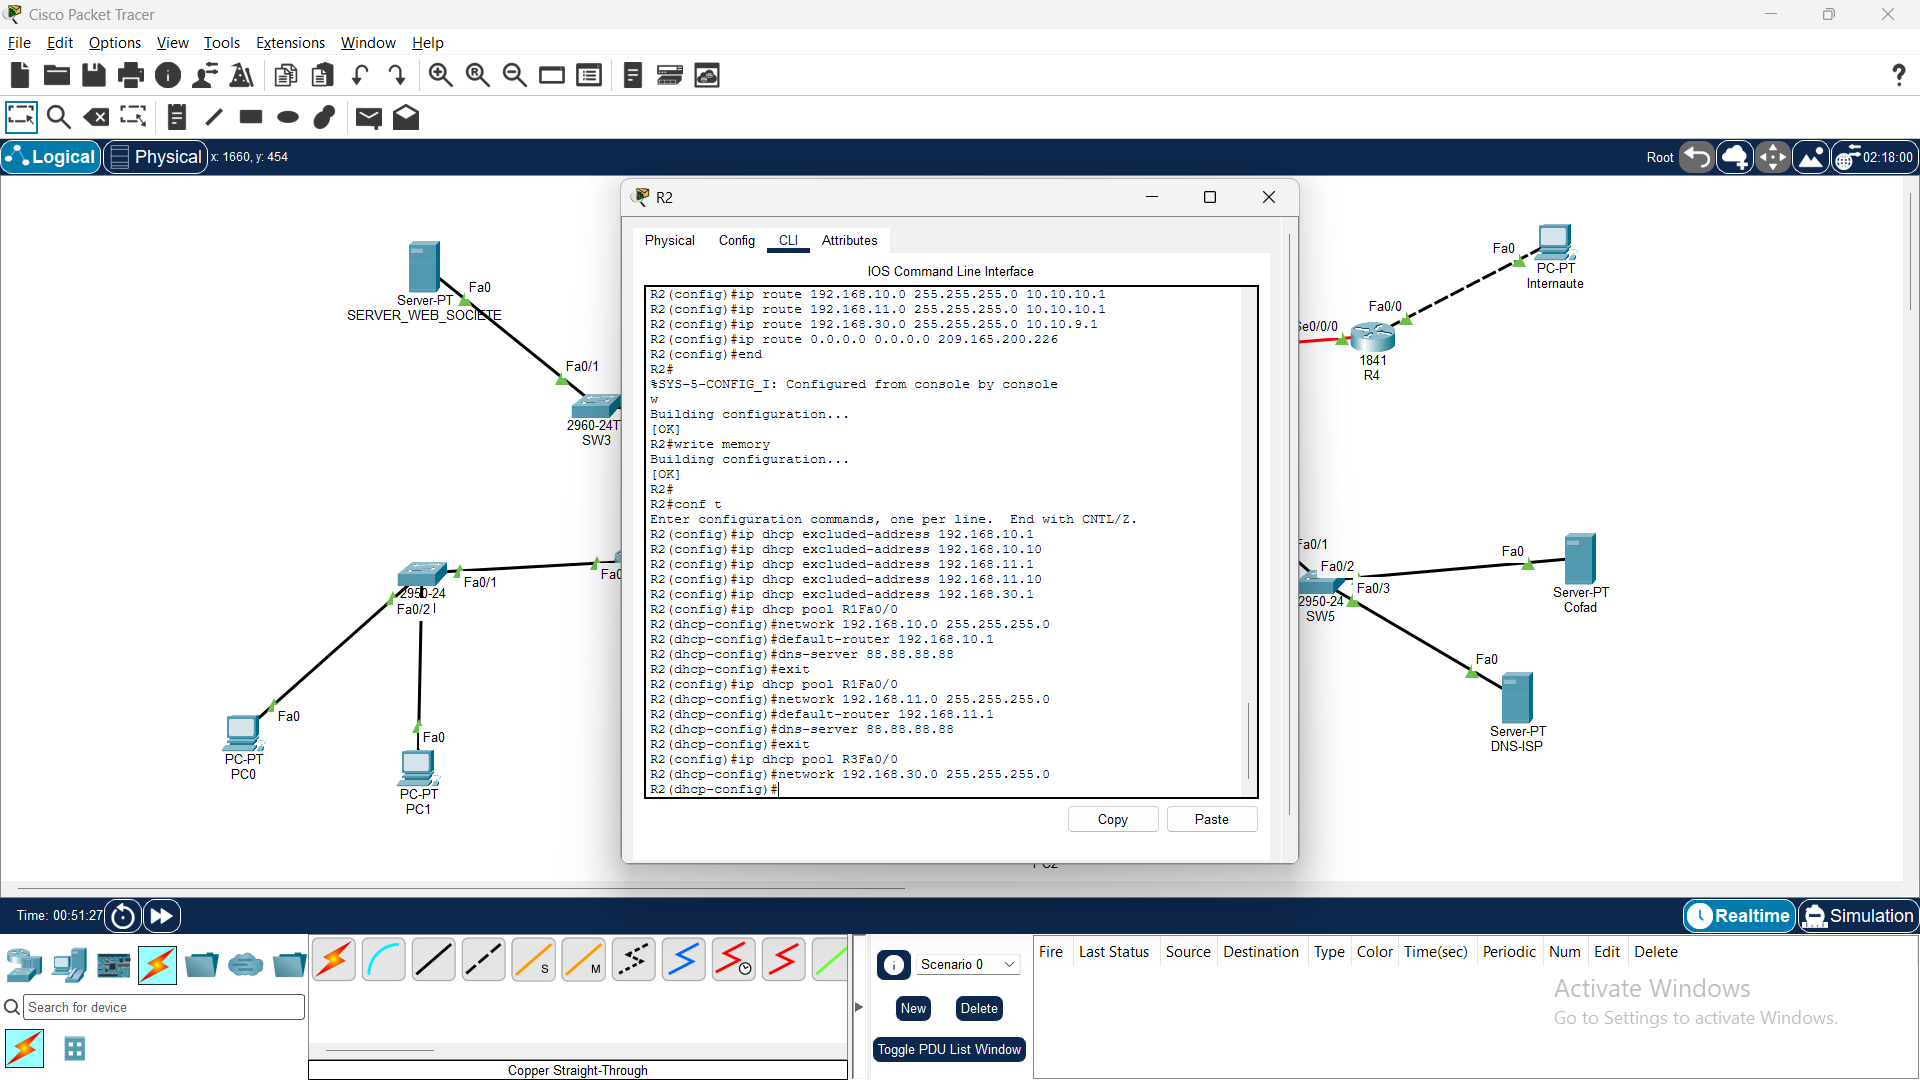 Cisco Packet Tracer
File Edit Options View Tools Extensions Window Help
Logical Physical x: 1660, y: 454
Root 02:18:00
R2
Physical Config CLI Attributes
IOS Command Line Interface
R2(config)#ip route 192.168.10.0 255.255.255.0 10.10.10.1
R2(config)#ip route 192.168.11.0 255.255.255.0 10.10.10.1
R2(config)#ip route 192.168.30.0 255.255.255.0 10.10.9.1
R2(config)#ip route 0.0.0.0 0.0.0.0 209.165.200.226
R2(config)#end
R2#
%SYS-5-CONFIG_I: Configured from console by console
w
Building configuration...
[OK]
R2#write memory
Building configuration...
[OK]
R2#
R2#conf t
Enter configuration commands, one per line.  End with CNTL/Z.
R2(config)#ip dhcp excluded-address 192.168.10.1
R2(config)#ip dhcp excluded-address 192.168.10.10
R2(config)#ip dhcp excluded-address 192.168.11.1
R2(config)#ip dhcp excluded-address 192.168.11.10
R2(config)#ip dhcp excluded-address 192.168.30.1
R2(config)#ip dhcp pool R1Fa0/0
R2(dhcp-config)#network 192.168.10.0 255.255.255.0
R2(dhcp-config)#default-router 192.168.10.1
R2(dhcp-config)#dns-server 88.88.88.88
R2(dhcp-config)#exit
R2(config)#ip dhcp pool R1Fa0/0
R2(dhcp-config)#network 192.168.11.0 255.255.255.0
R2(dhcp-config)#default-router 192.168.11.1
R2(dhcp-config)#dns-server 88.88.88.88
R2(dhcp-config)#exit
R2(config)#ip dhcp pool R3Fa0/0
R2(dhcp-config)#network 192.168.30.0 255.255.255.0
R2(dhcp-config)#
Copy Paste
Fa0
Server-PT
SERVER_WEB_SOCIETE
Fa0/1
2960-24T
SW3
Fa0/1
Fa0
2950-24
Fa0/2
Fa0
PC-PT
PC0
Fa0
PC-PT
PC1
Fa0
PC-PT
Internaute
Fa0/0
Se0/0/0
1841
R4
Fa0/1
Fa0/2
Fa0/3
2950-24
SW5
Fa0
Server-PT
Cofad
Fa0
Server-PT
DNS-ISP
PC2
Time: 00:51:27
Realtime Simulation
Search for device
Copper Straight-Through
S
M
Scenario 0
New Delete
Toggle PDU List Window
Fire Last Status Source Destination Type Color Time(sec) Periodic Num Edit Delete
Activate Windows
Go to Settings to activate Windows.